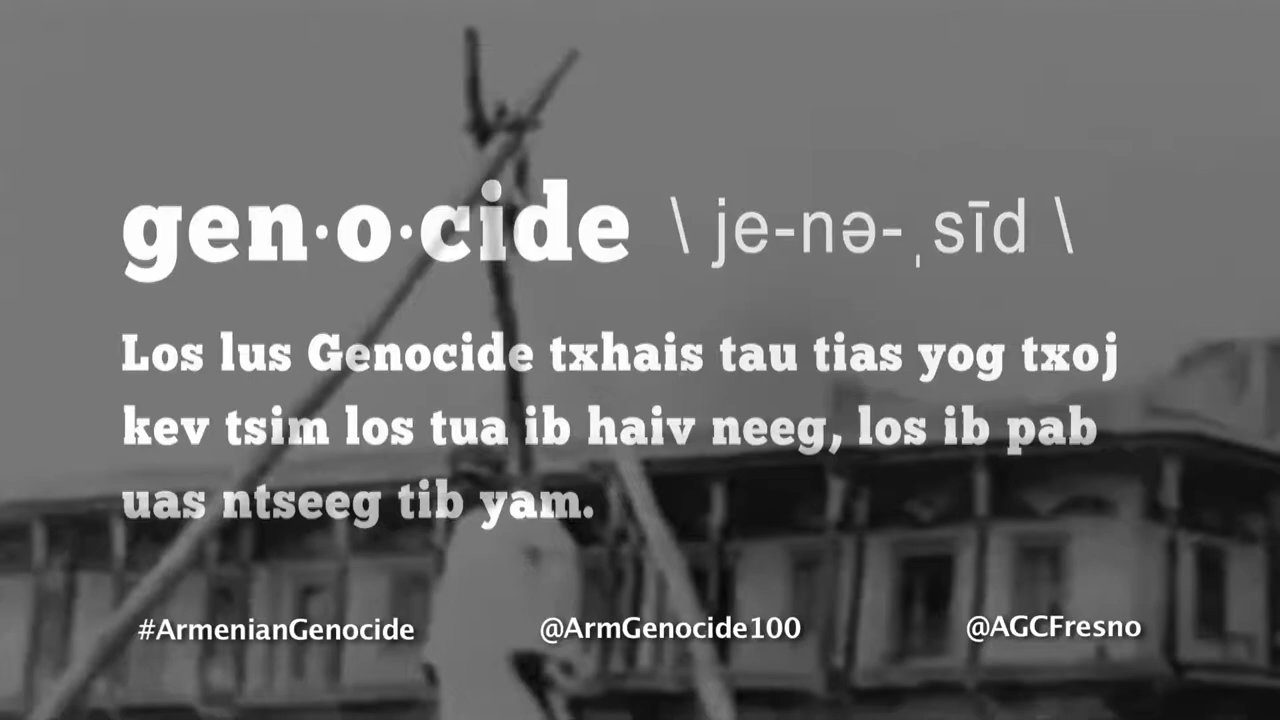 gen·o·cide \ je-nə-ˌsīd \
Los lus Genocide txhais tau tias yog txoj
kev tsim los tua ib haiv neeg, los ib pab
uas ntseeg tib yam.
#ArmenianGenocide @ArmGenocide100 @AGCFresno